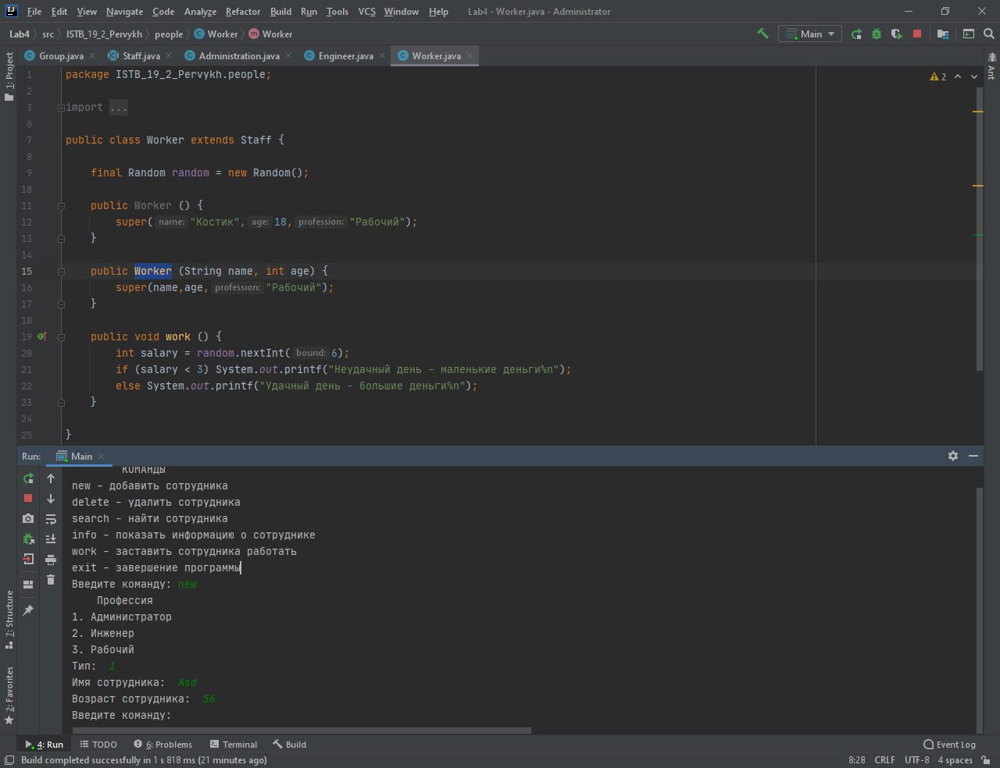 File Edit View Navigate Code Analyze Refactor Build Run Tools VCS Window Help Lab4 - Worker.java - Administrator
Lab4 src ISTB_19_2_Pervykh people Worker Worker Main
Group.java Staff.java Administration.java Engineer.java Worker.java
1: Project
Ant
2
1 package ISTB_19_2_Pervykh.people;
2
3 import ...
6
7 public class Worker extends Staff {
8
9 final Random random = new Random();
10
11 public Worker () {
12 super( name: "Костик", age: 18, profession: "Рабочий");
13 }
14
15 public Worker (String name, int age) {
16 super(name,age, profession: "Рабочий");
17 }
18
19 public void work () {
20 int salary = random.nextInt( bound: 6);
21 if (salary < 3) System.out.printf("Неудачный день - маленькие деньги%n");
22 else System.out.printf("Удачный день - большие деньги%n");
23 }
24
25 }
Run: Main
КОМАНДЫ
new - добавить сотрудника
delete - удалить сотрудника
search - найти сотрудника
info - показать информацию о сотруднике
work - заставить сотрудника работать
exit - завершение программы
Введите команду: new
Профессия
1. Администратор
2. Инженер
3. Рабочий
Тип: 1
Имя сотрудника: Asd
Возраст сотрудника: 56
Введите команду:
7: Structure
2: Favorites
4: Run TODO 6: Problems Terminal Build Event Log
Build completed successfully in 1 s 818 ms (21 minutes ago) 8:28 CRLF UTF-8 4 spaces